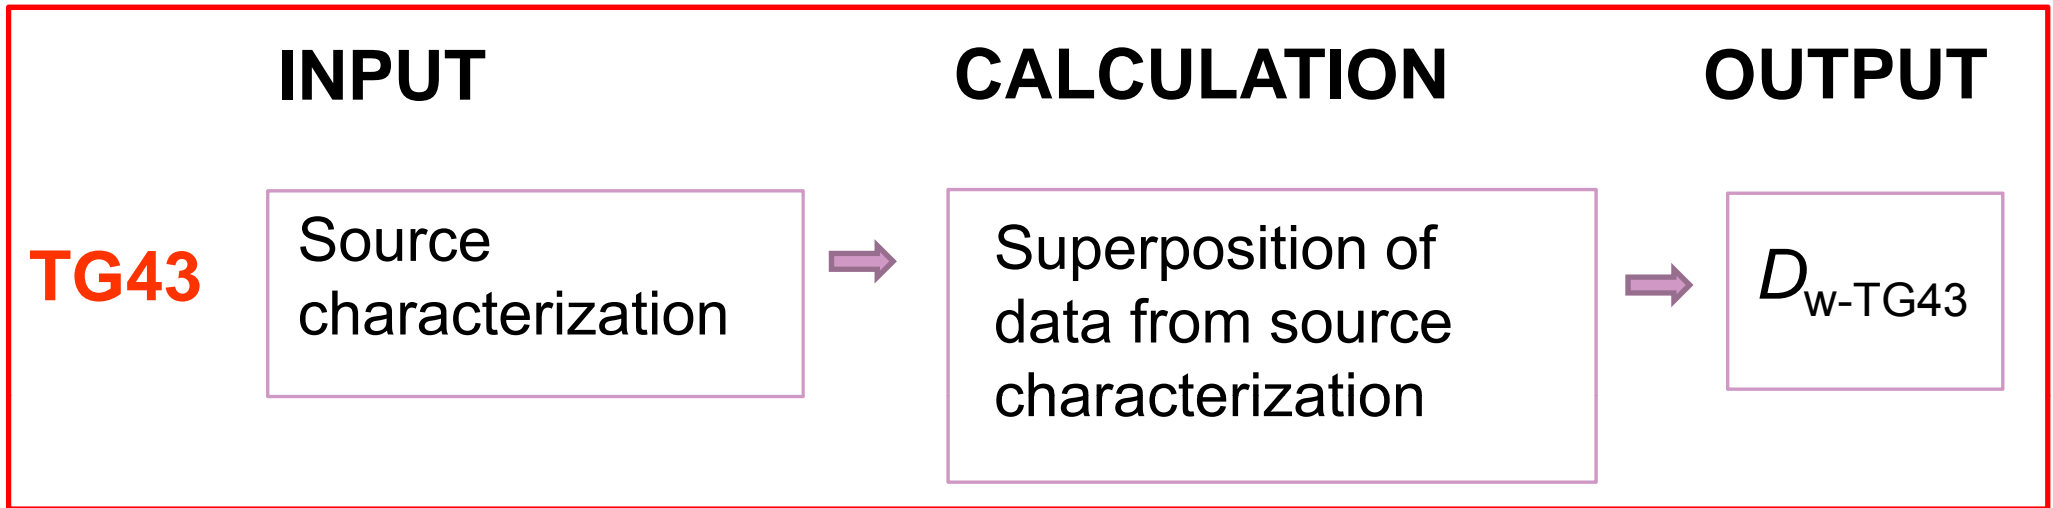 INPUT CALCULATION OUTPUT
TG43
Source
characterization
Superposition of
data from source
characterization
Dw-TG43